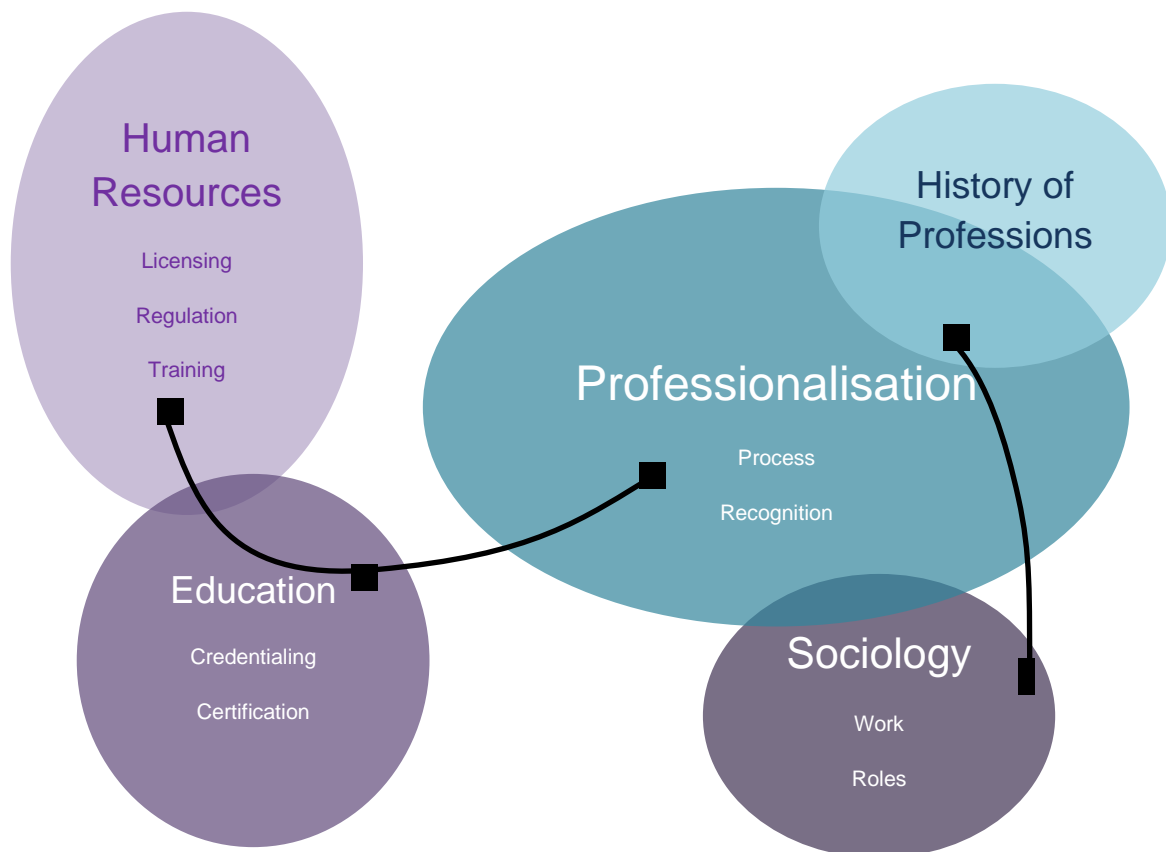 Human
Resources
Licensing
Regulation
Training
History of
Professions
Professionalisation
Process
Recognition
Education
Credentialing
Certification
Sociology
Work
Roles